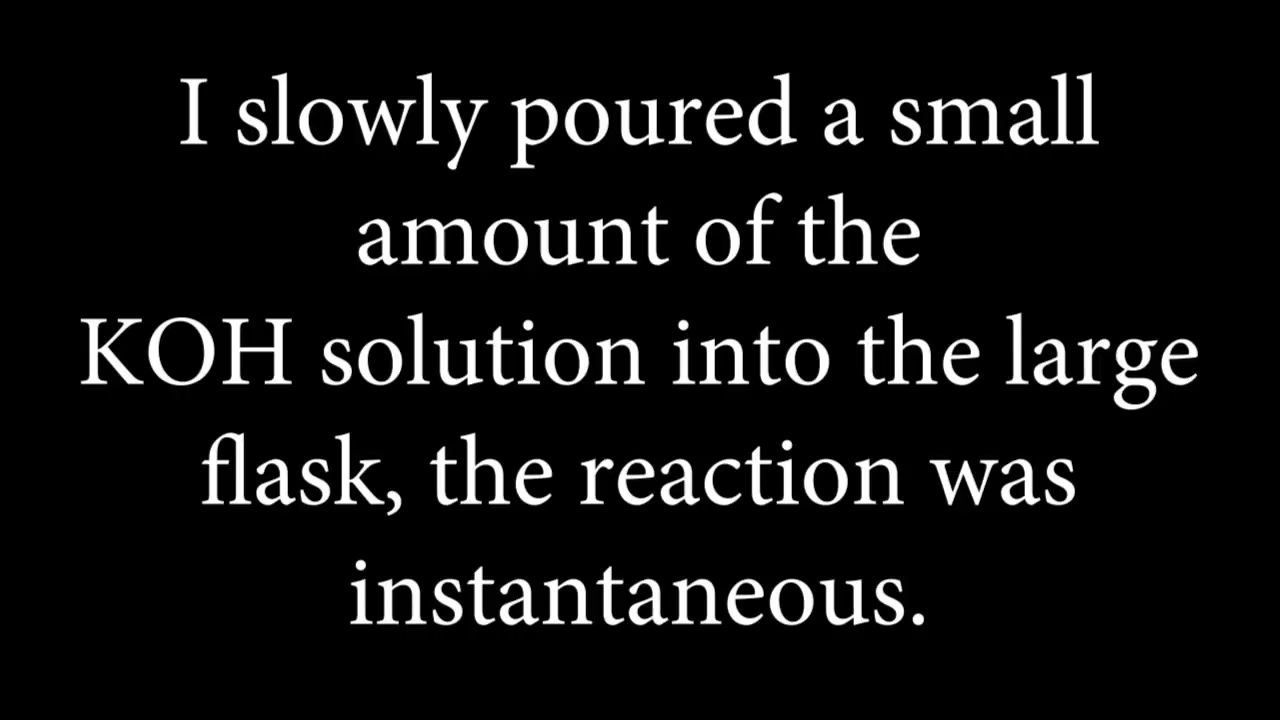 I slowly poured a small
amount of the
KOH solution into the large
flask, the reaction was
instantaneous.